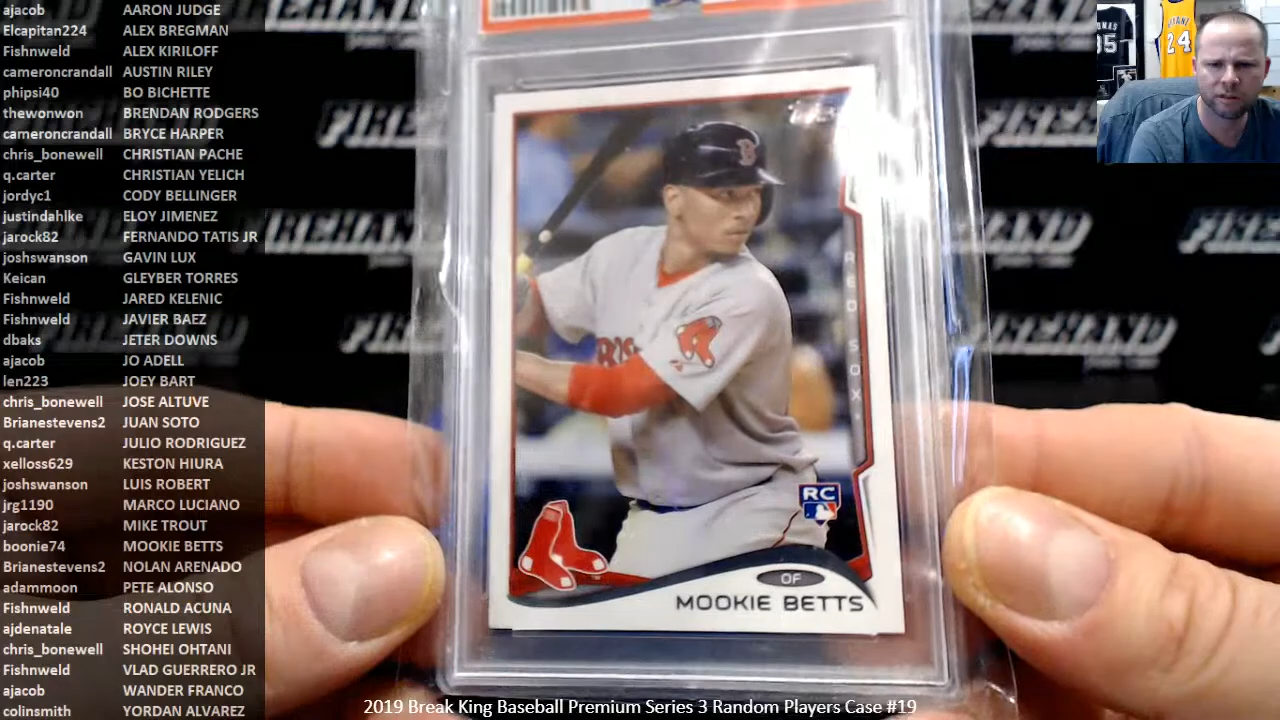 ajacob AARON JUDGE
Elcapitan224 ALEX BREGMAN
Fishnweld ALEX KIRILOFF
cameroncrandall AUSTIN RILEY
phipsi40 BO BICHETTE
thewonwon BRENDAN RODGERS
cameroncrandall BRYCE HARPER
chris_bonewell CHRISTIAN PACHE
q.carter CHRISTIAN YELICH
jordyc1 CODY BELLINGER
justindahlke ELOY JIMENEZ
jarock82 FERNANDO TATIS JR
joshswanson GAVIN LUX
Keican GLEYBER TORRES
Fishnweld JARED KELENIC
Fishnweld JAVIER BAEZ
dbaks JETER DOWNS
ajacob JO ADELL
len223 JOEY BART
chris_bonewell JOSE ALTUVE
Brianestevens2 JUAN SOTO
q.carter JULIO RODRIGUEZ
xelloss629 KESTON HIURA
joshswanson LUIS ROBERT
jrg1190 MARCO LUCIANO
jarock82 MIKE TROUT
boonie74 MOOKIE BETTS
Brianestevens2 NOLAN ARENADO
adammoon PETE ALONSO
Fishnweld RONALD ACUNA
ajdenatale ROYCE LEWIS
chris_bonewell SHOHEI OHTANI
Fishnweld VLAD GUERRERO JR
ajacob WANDER FRANCO
colinsmith YORDAN ALVAREZ
B
RED SOX
RC
OF
MOOKIE BETTS
FIREHAND
24
2019 Break King Baseball Premium Series 3 Random Players Case #19